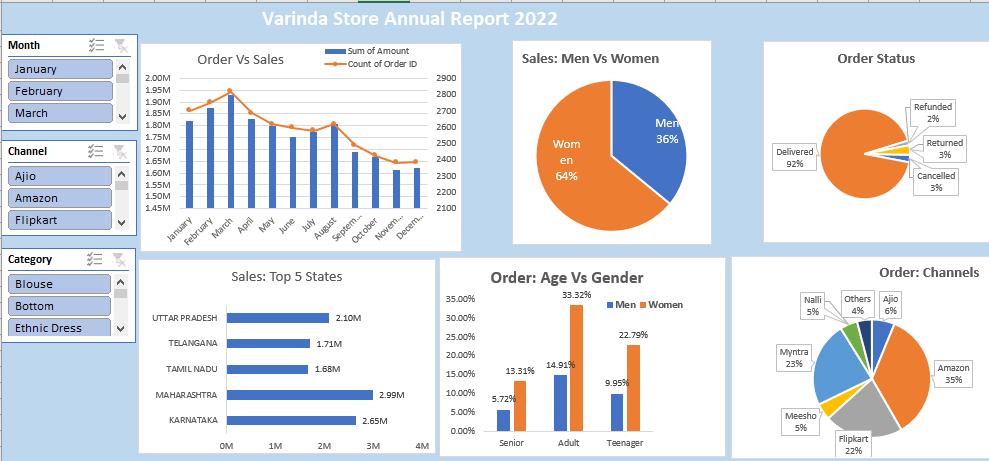 Varinda Store Annual Report 2022
Month
January
February
March
Channel
Ajio
Amazon
Flipkart
Category
Blouse
Bottom
Ethnic Dress
Order Vs Sales
Sum of Amount
Count of Order ID
2.00M
1.95M
1.90M
1.85M
1.80M
1.75M
1.70M
1.65M
1.60M
1.55M
1.50M
1.45M
2900
2800
2700
2600
2500
2400
2300
2200
2100
January
February
March
April
May
June
July
August
Septem...
October
Novem...
Decem...
Sales: Men Vs Women
Men
36%
Wom
en
64%
Order Status
Delivered
92%
Refunded
2%
Returned
3%
Cancelled
3%
Sales: Top 5 States
UTTAR PRADESH
2.10M
TELANGANA
1.71M
TAMIL NADU
1.68M
MAHARASHTRA
2.99M
KARNATAKA
2.65M
0M 1M 2M 3M 4M
Order: Age Vs Gender
Men Women
35.00%
30.00%
25.00%
20.00%
15.00%
10.00%
5.00%
0.00%
5.72%
13.31%
14.91%
33.32%
9.95%
22.79%
Senior Adult Teenager
Order: Channels
Nalli
5%
Others
4%
Ajio
6%
Myntra
23%
Amazon
35%
Meesho
5%
Flipkart
22%